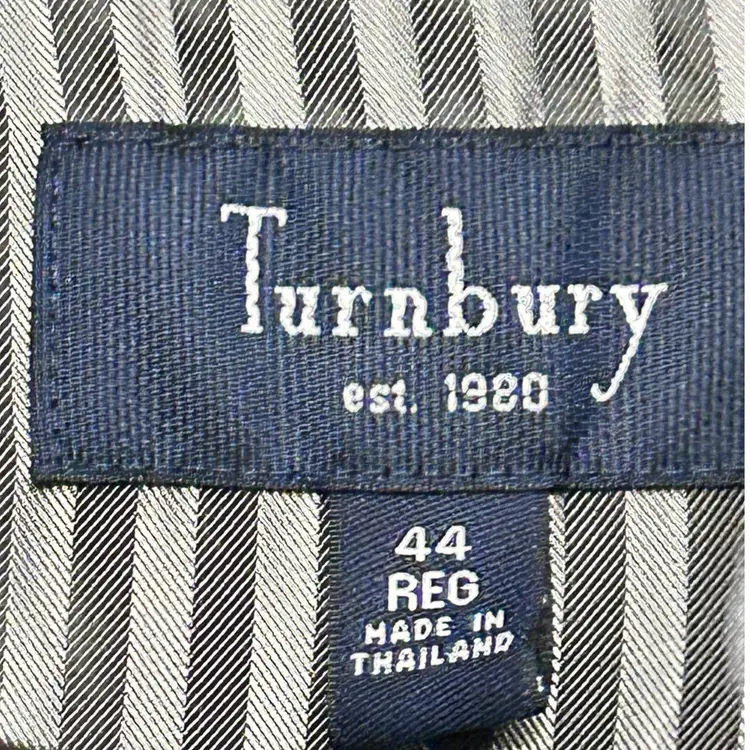 Turnbury
est. 1980
44
REG
MADE IN
THAILAND